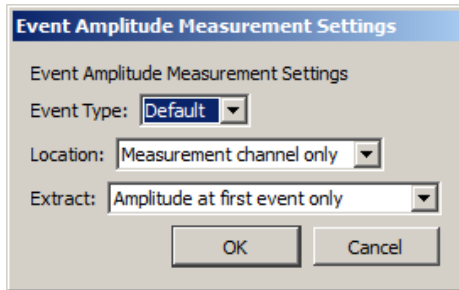 Event Amplitude Measurement Settings
Event Amplitude Measurement Settings
Event Type: Default
Location: Measurement channel only
Extract: Amplitude at first event only
OK Cancel